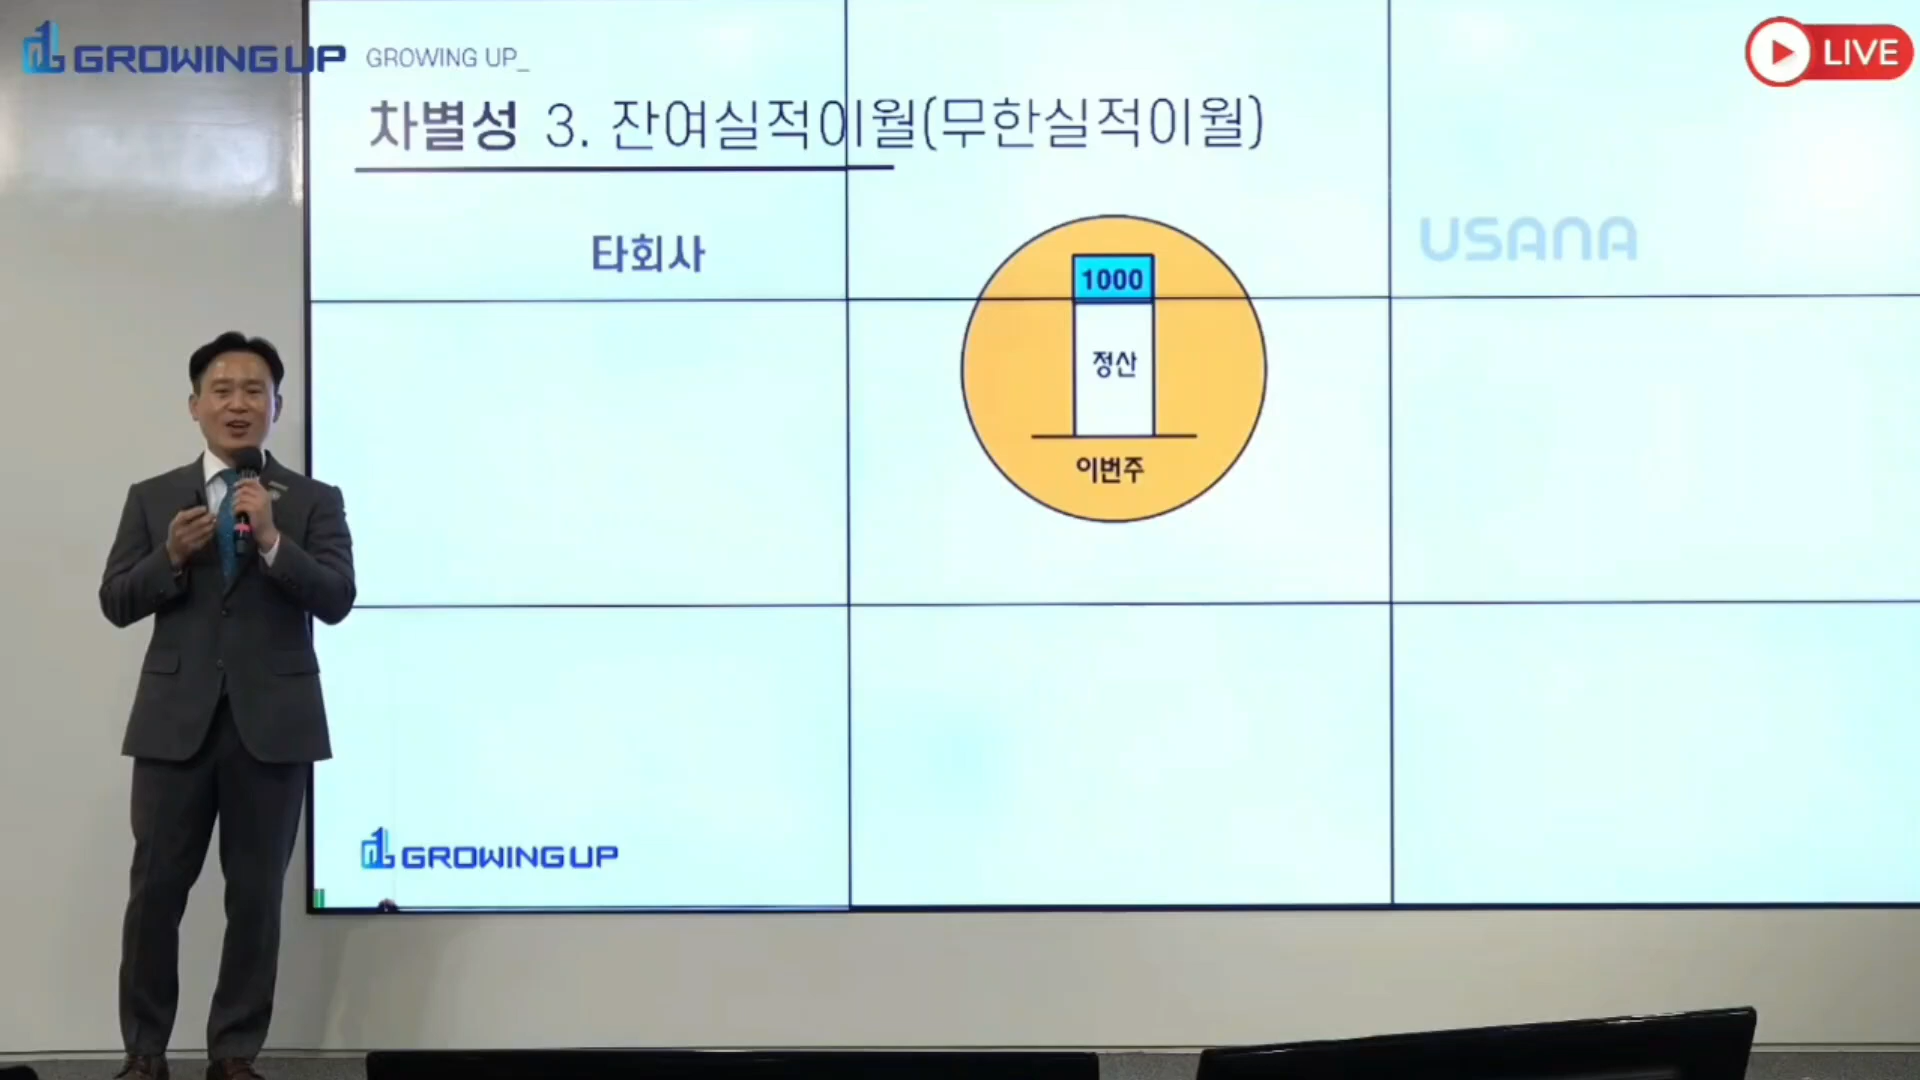 GROWING UP
GROWING UP_
LIVE
차별성 3. 잔여실적이월(무한실적이월)
타회사
USANA
1000
정산
이번주
GROWING UP